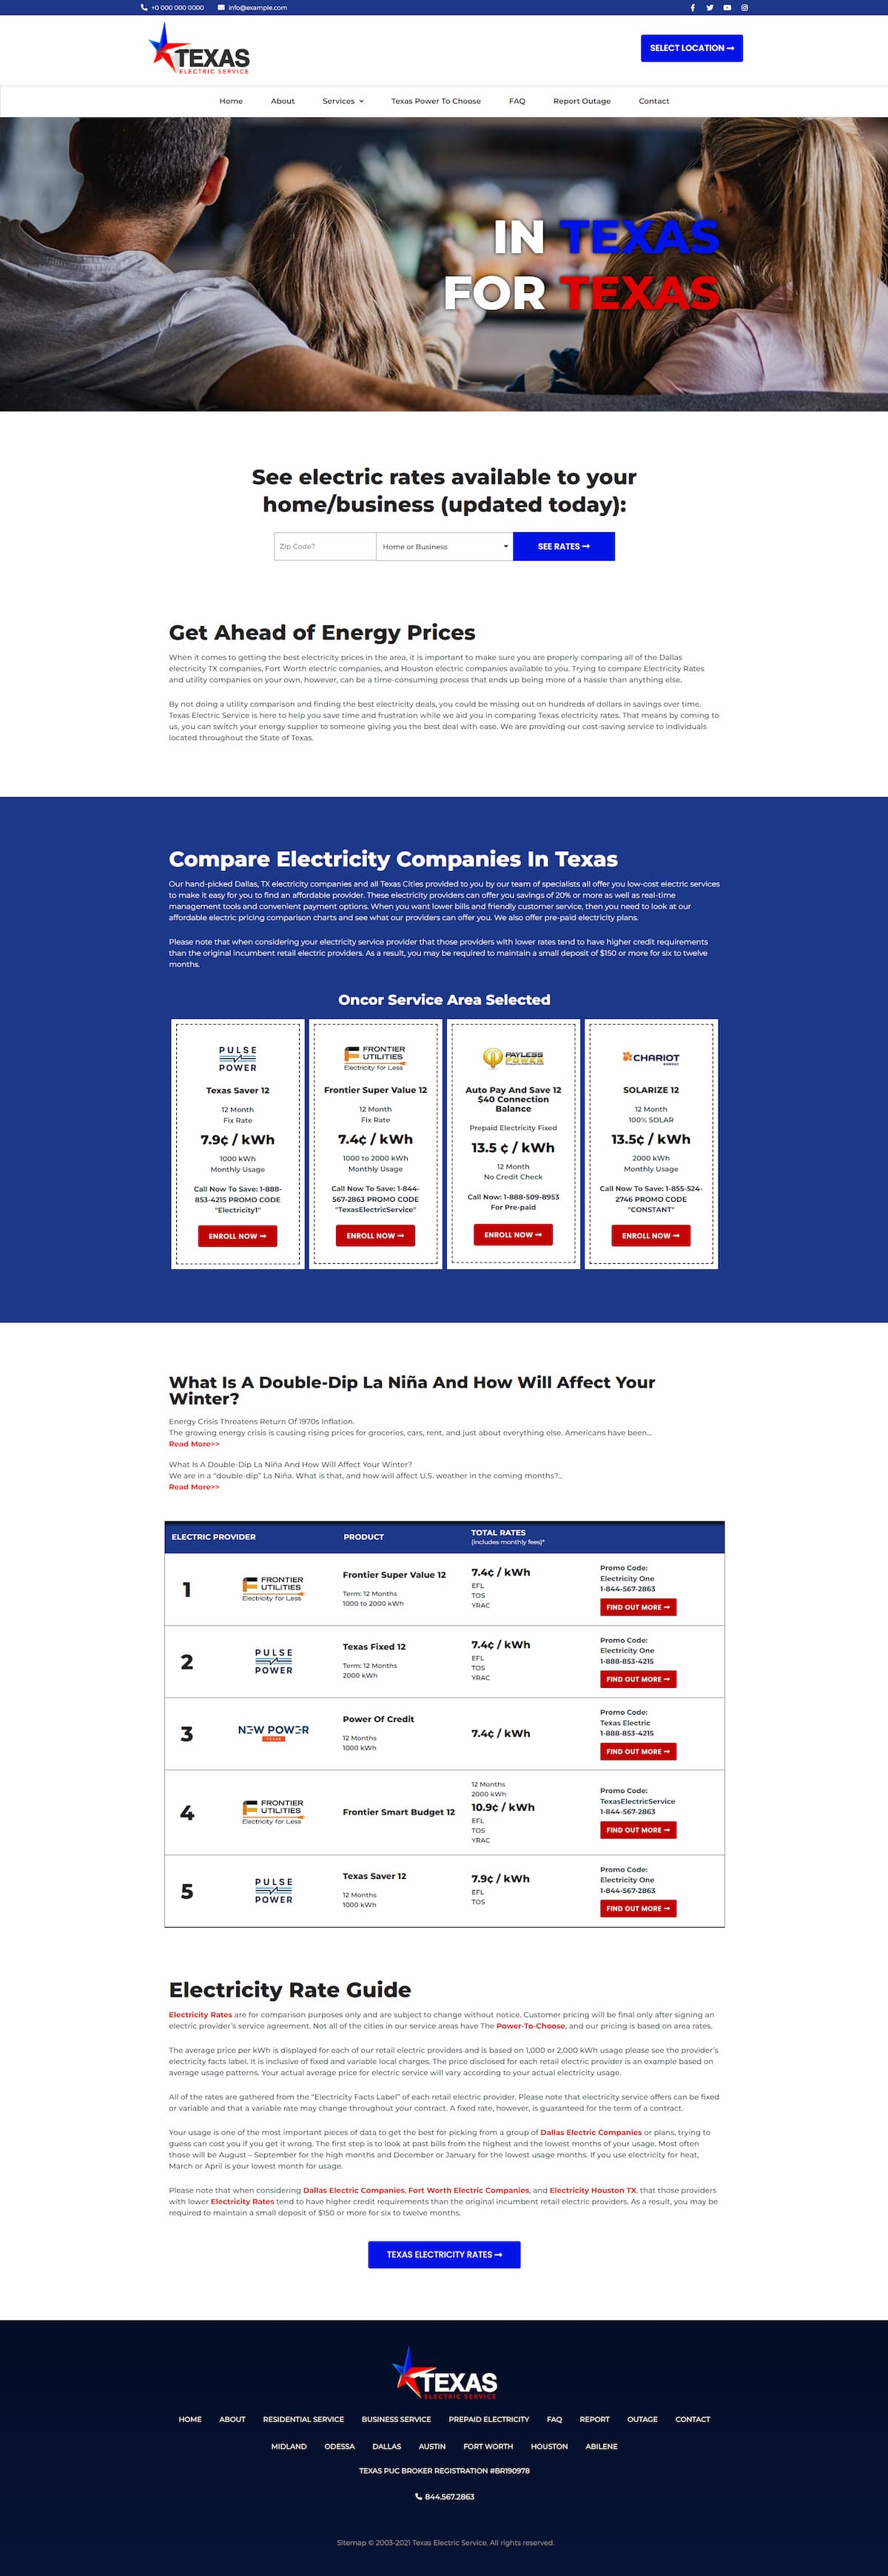 +0 000 000 0000 info@example.com
TEXAS
ELECTRIC SERVICE
SELECT LOCATION
Home About Services Texas Power To Choose FAQ Report Outage Contact
IN TEXAS
FOR TEXAS
See electric rates available to your
home/business (updated today):
Zip Code? Home or Business SEE RATES
Get Ahead of Energy Prices
When it comes to getting the best electricity prices in the area, it is important to make sure you are properly comparing all of the Dallas
electricity TX companies, Fort Worth electric companies, and Houston electric companies available to you. Trying to compare Electricity Rates
and utility companies on your own, however, can be a time-consuming process that ends up being more of a hassle than anything else.
By not doing a utility comparison and finding the best electricity deals, you could be missing out on hundreds of dollars in savings over time.
Texas Electric Service is here to help you save time and frustration while we aid you in comparing Texas electricity rates. That means by coming to
us, you can switch your energy supplier to someone giving you the best deal with ease. We are providing our cost-saving service to individuals
located throughout the State of Texas.
Compare Electricity Companies In Texas
Our hand-picked Dallas, TX electricity companies and all Texas Cities provided to you by our team of specialists all offer you low-cost electric services
to make it easy for you to find an affordable provider. These electricity providers can offer you savings of 20% or more as well as real-time
management tools and convenient payment options. When you want lower bills and friendly customer service, then you need to look at our
affordable electric pricing comparison charts and see what our providers can offer you. We also offer pre-paid electricity plans.
Please note that when considering your electricity service provider that those providers with lower rates tend to have higher credit requirements
than the original incumbent retail electric providers. As a result, you may be required to maintain a small deposit of $150 or more for six to twelve
months.
Oncor Service Area Selected
PULSE
POWER
Texas Saver 12
12 Month
Fix Rate
7.9¢ / kWh
1000 kWh
Monthly Usage
Call Now To Save: 1-888-
853-4215 PROMO CODE
"Electricity1"
ENROLL NOW
FRONTIER
UTILITIES
Electricity for Less
Frontier Super Value 12
12 Month
Fix Rate
7.4¢ / kWh
1000 to 2000 kWh
Monthly Usage
Call Now To Save: 1-844-
567-2863 PROMO CODE
"TexasElectricService"
ENROLL NOW
PAYLESS
POWER
Auto Pay And Save 12
$40 Connection
Balance
Prepaid Electricity Fixed
13.5 ¢ / kWh
12 Month
No Credit Check
Call Now: 1-888-509-8953
For Pre-paid
ENROLL NOW
CHARIOT
ENERGY
SOLARIZE 12
12 Month
100% SOLAR
13.5¢ / kWh
2000 kWh
Monthly Usage
Call Now To Save: 1-855-524-
2746 PROMO CODE
"CONSTANT"
ENROLL NOW
What Is A Double-Dip La Niña And How Will Affect Your
Winter?
Energy Crisis Threatens Return Of 1970s Inflation.
The growing energy crisis is causing rising prices for groceries, cars, rent, and just about everything else. Americans have been...
Read More>>
What Is A Double-Dip La Niña And How Will Affect Your Winter?
We are in a “double-dip” La Niña. What is that, and how will affect U.S. weather in the coming months?...
Read More>>
ELECTRIC PROVIDER PRODUCT TOTAL RATES
(includes monthly fees)*
1
FRONTIER
UTILITIES
Electricity for Less
Frontier Super Value 12
Term: 12 Months
1000 to 2000 kWh
7.4¢ / kWh
EFL
TOS
YRAC
Promo Code:
Electricity One
1-844-567-2863
FIND OUT MORE
2
PULSE
POWER
Texas Fixed 12
Term: 12 Months
2000 kWh
7.4¢ / kWh
EFL
TOS
YRAC
Promo Code:
Electricity One
1-888-853-4215
FIND OUT MORE
3
NEW POWER
TEXAS
Power Of Credit
12 Months
1000 kWh
7.4¢ / kWh
Promo Code:
Texas Electric
1-888-853-4215
FIND OUT MORE
4
FRONTIER
UTILITIES
Electricity for Less
Frontier Smart Budget 12
12 Months
2000 kWh
10.9¢ / kWh
EFL
TOS
YRAC
Promo Code:
TexasElectricService
1-844-567-2863
FIND OUT MORE
5
PULSE
POWER
Texas Saver 12
12 Months
1000 kWh
7.9¢ / kWh
EFL
TOS
Promo Code:
Electricity One
1-844-567-2863
FIND OUT MORE
Electricity Rate Guide
Electricity Rates are for comparison purposes only and are subject to change without notice. Customer pricing will be final only after signing an
electric provider’s service agreement. Not all of the cities in our service areas have The Power-To-Choose, and our pricing is based on area rates.
The average price per kWh is displayed for each of our retail electric providers and is based on 1,000 or 2,000 kWh usage please see the provider’s
electricity facts label. It is inclusive of fixed and variable local charges. The price disclosed for each retail electric provider is an example based on
average usage patterns. Your actual average price for electric service will vary according to your actual electricity usage.
All of the rates are gathered from the “Electricity Facts Label” of each retail electric provider. Please note that electricity service offers can be fixed
or variable and that a variable rate may change throughout your contract. A fixed rate, however, is guaranteed for the term of a contract.
Your usage is one of the most important pieces of data to get the best for picking from a group of Dallas Electric Companies or plans, trying to
guess can cost you if you get it wrong. The first step is to look at past bills from the highest and the lowest months of your usage. Most often
those will be August – September for the high months and December or January for the lowest usage months. If you use electricity for heat,
March or April is your lowest month for usage.
Please note that when considering Dallas Electric Companies, Fort Worth Electric Companies, and Electricity Houston TX, that those providers
with lower Electricity Rates tend to have higher credit requirements than the original incumbent retail electric providers. As a result, you may be
required to maintain a small deposit of $150 or more for six to twelve months.
TEXAS ELECTRICITY RATES
TEXAS
ELECTRIC SERVICE
HOME ABOUT RESIDENTIAL SERVICE BUSINESS SERVICE PREPAID ELECTRICITY FAQ REPORT OUTAGE CONTACT
MIDLAND ODESSA DALLAS AUSTIN FORT WORTH HOUSTON ABILENE
TEXAS PUC BROKER REGISTRATION #BR190978
844.567.2863
Sitemap © 2003-2021 Texas Electric Service. All rights reserved.